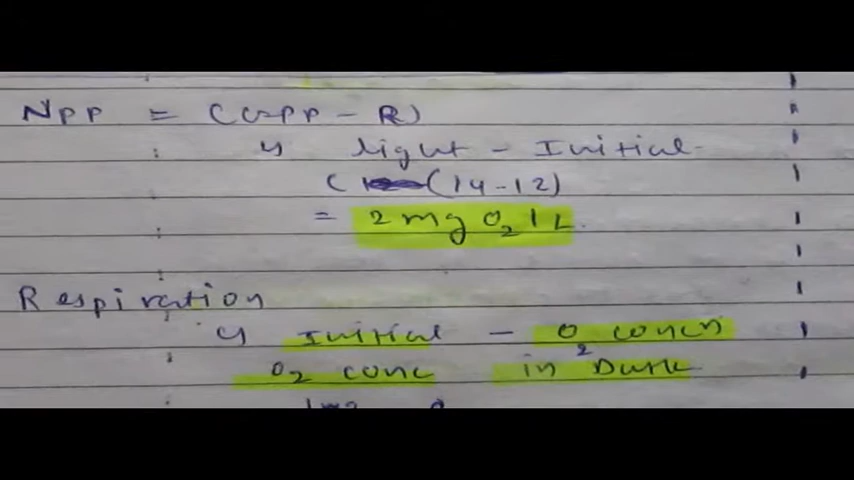 NPP = (GPP - R)
↳ light - Initial
( (14-12)
= 2 mg O2 / L
Respiration
↳ Initial - O2 concn
O2 conc in Dark